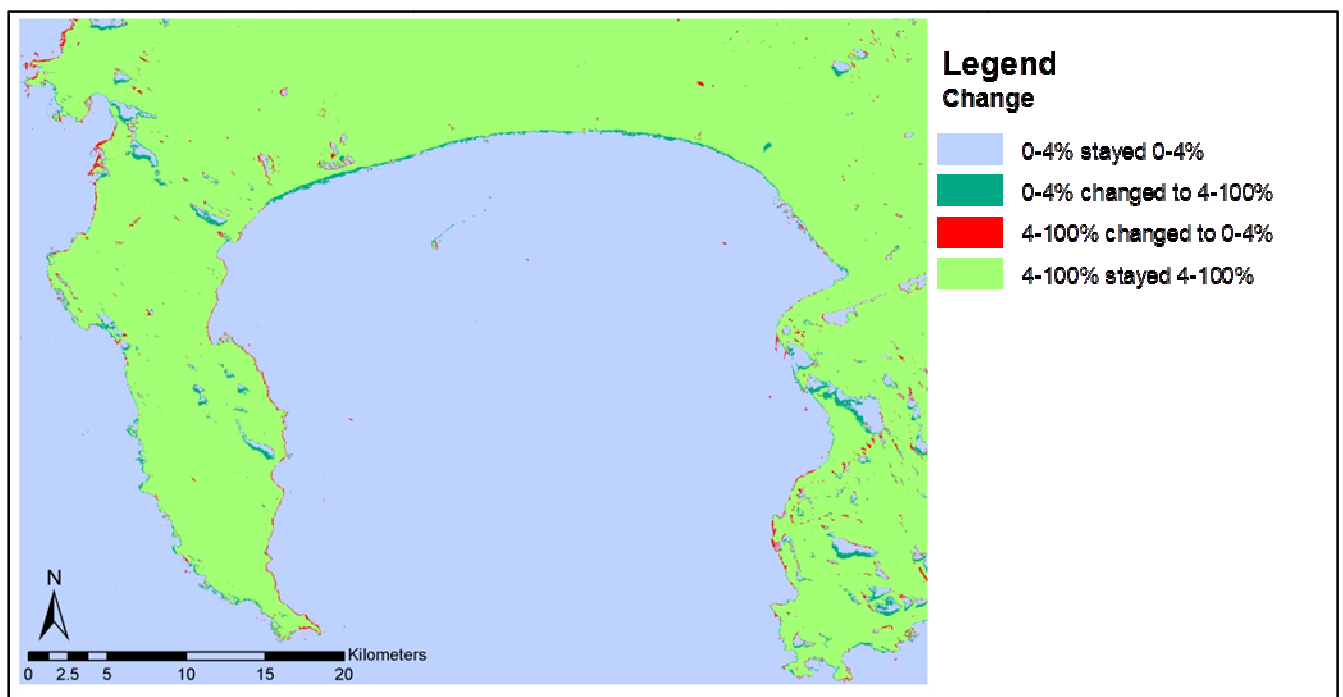 Legend
Change
0-4% stayed 0-4%
0-4% changed to 4-100%
4-100% changed to 0-4%
4-100% stayed 4-100%
N
Kilometers
0 2.5 5 10 15 20